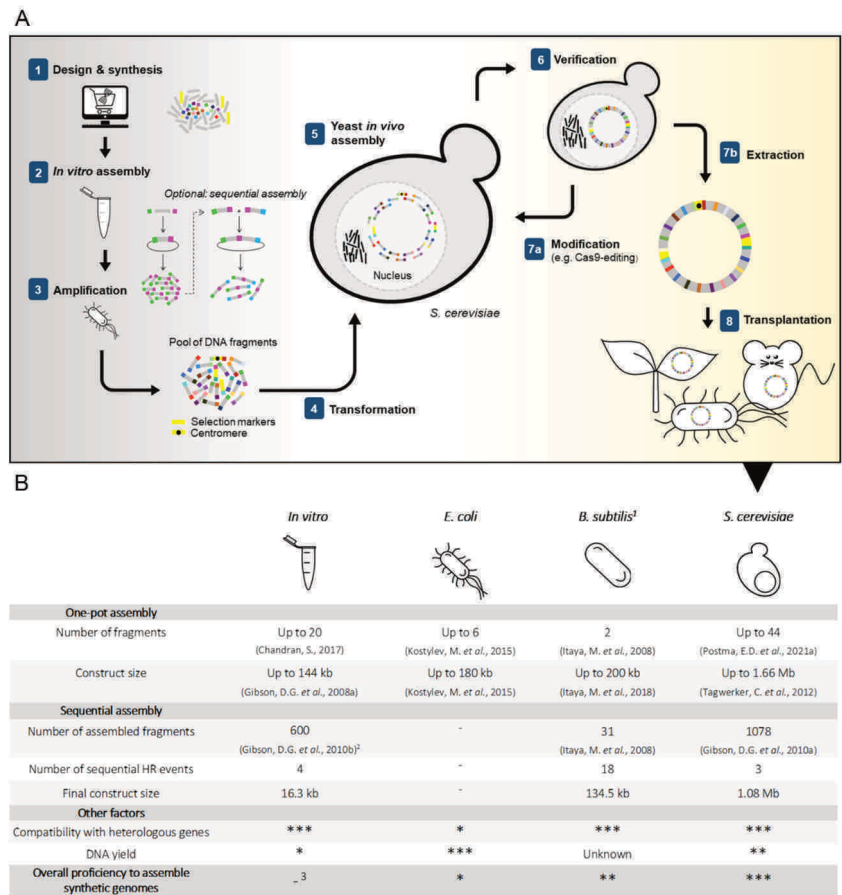 A
1 Design & synthesis
2 In vitro assembly
Optional: sequential assembly
3 Amplification
Pool of DNA fragments
Selection markers
Centromere
4 Transformation
5 Yeast in vivo
assembly
Nucleus
S. cerevisiae
6 Verification
7a Modification
(e.g. Cas9-editing)
7b Extraction
8 Transplantation
B
In vitro E. coli B. subtilis¹ S. cerevisiae
One-pot assembly
Number of fragments Up to 20 Up to 6 2 Up to 44
(Chandran, S., 2017) (Kostylev, M. et al., 2015) (Itaya, M. et al., 2008) (Postma, E.D. et al., 2021a)
Construct size Up to 144 kb Up to 180 kb Up to 200 kb Up to 1.66 Mb
(Gibson, D.G. et al., 2008a) (Kostylev, M. et al., 2015) (Itaya, M. et al., 2018) (Tagwerker, C. et al., 2012)
Sequential assembly
Number of assembled fragments 600 - 31 1078
(Gibson, D.G. et al., 2010b)² (Itaya, M. et al., 2008) (Gibson, D.G. et al., 2010a)
Number of sequential HR events 4 - 18 3
Final construct size 16.3 kb - 134.5 kb 1.08 Mb
Other factors
Compatibility with heterologous genes *** * *** ***
DNA yield * *** Unknown **
Overall proficiency to assemble
synthetic genomes - ³ * ** ***